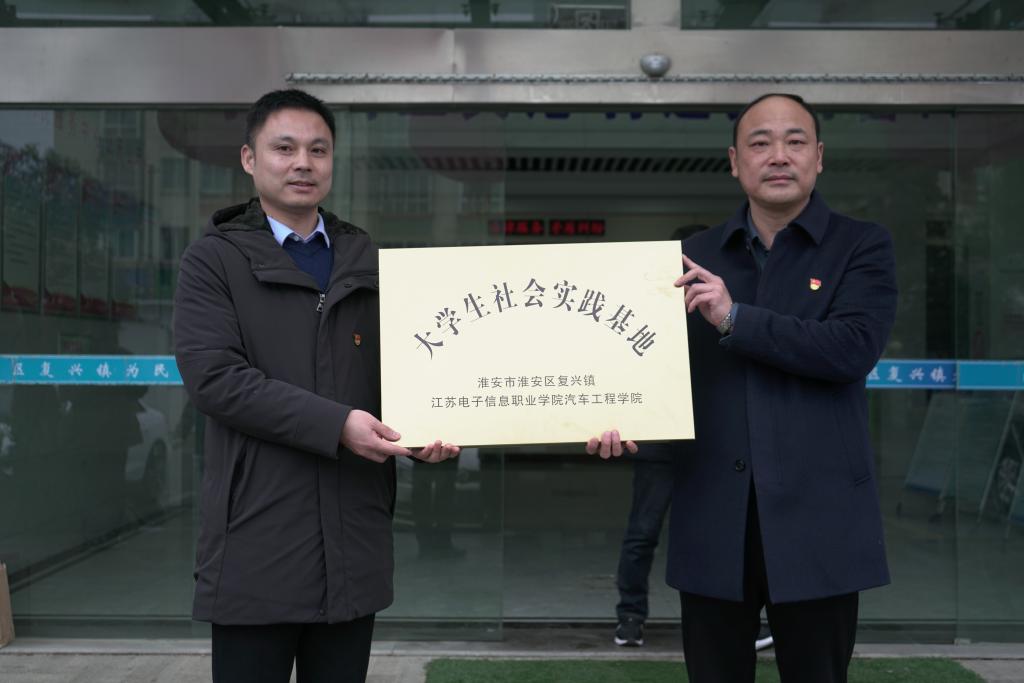 大学生社会实践基地
淮安市淮安区复兴镇
江苏电子信息职业学院汽车工程学院
区复兴镇为民
区复兴镇